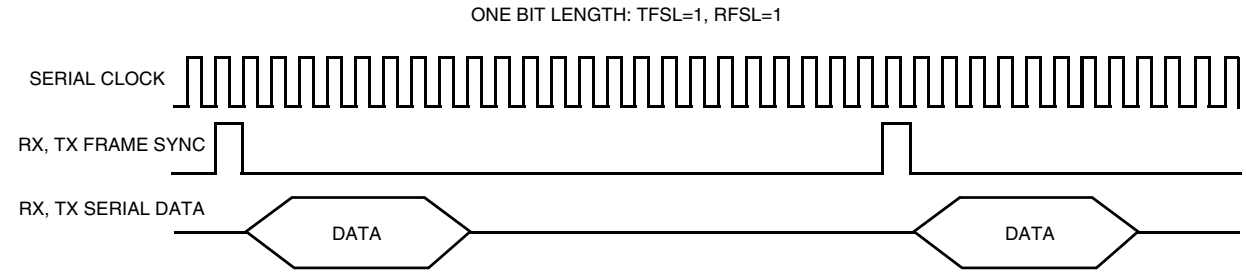 ONE BIT LENGTH: TFSL=1, RFSL=1
SERIAL CLOCK
RX, TX FRAME SYNC
RX, TX SERIAL DATA
DATA DATA